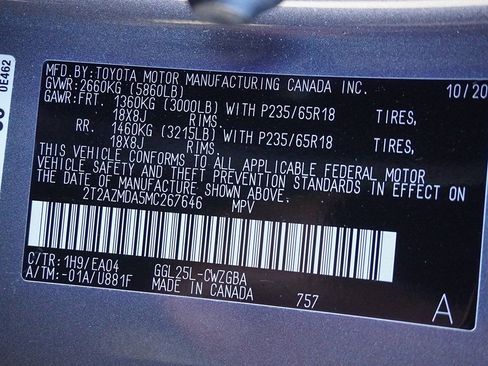 0E462
MFD.BY:TOYOTA MOTOR MANUFACTURING CANADA INC. 10/20
GVWR:2660KG (5860LB)
GAWR:FRT. 1360KG (3000LB) WITH P235/65R18 TIRES,
18X8J RIMS.
RR. 1460KG (3215LB) WITH P235/65R18 TIRES,
18X8J RIMS.
THIS VEHICLE CONFORMS TO ALL APPLICABLE FEDERAL MOTOR
VEHICLE SAFETY AND THEFT PREVENTION STANDARDS IN EFFECT ON
THE DATE OF MANUFACTURE SHOWN ABOVE.
2T2AZMDA5MC267646 MPV
C/TR: 1H9/EA04 GGL25L-CWZGBA
A/TM: -01A/U881F MADE IN CANADA 757 A